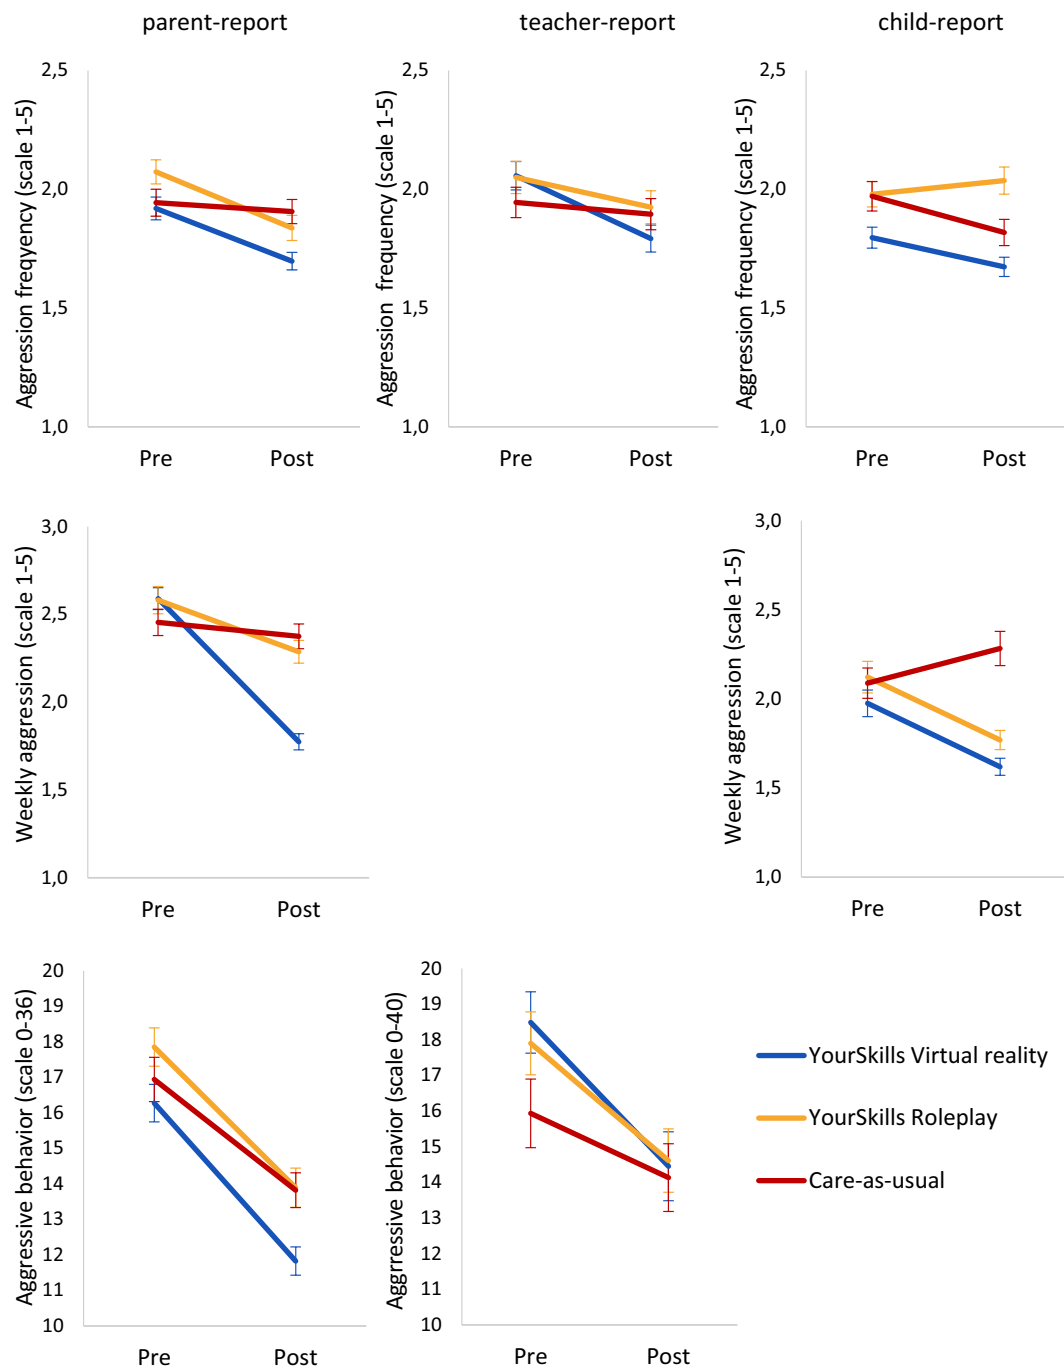 parent-report
teacher-report
child-report
Aggression freqyency (scale 1-5)
2,5
2,0
1,5
1,0
Pre
Post
Aggression frequency (scale 1-5)
2,5
2,0
1,5
1,0
Pre
Post
Aggression frequency (scale 1-5)
2,5
2,0
1,5
1,0
Pre
Post
Weekly aggression (scale 1-5)
3,0
2,5
2,0
1,5
1,0
Pre
Post
Weekly aggression (scale 1-5)
3,0
2,5
2,0
1,5
1,0
Pre
Post
Aggressive behavior (scale 0-36)
20
19
18
17
16
15
14
13
12
11
10
Pre
Post
Aggrressive behavior (scale 0-40)
20
19
18
17
16
15
14
13
12
11
10
Pre
Post
YourSkills Virtual reality
YourSkills Roleplay
Care-as-usual